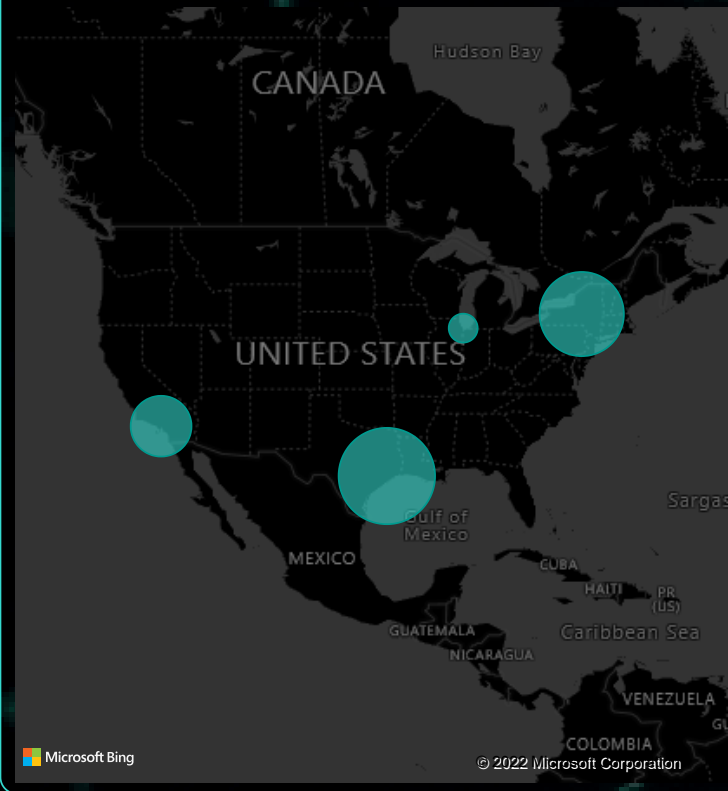 Hudson Bay
CANADA
UNITED STATES
Sargas
Gulf of
Mexico
MEXICO
CUBA
HAITI
PR
(US)
GUATEMALA
Caribbean Sea
NICARAGUA
VENEZUELA
GU
COLOMBIA
Microsoft Bing
© 2022 Microsoft Corporation